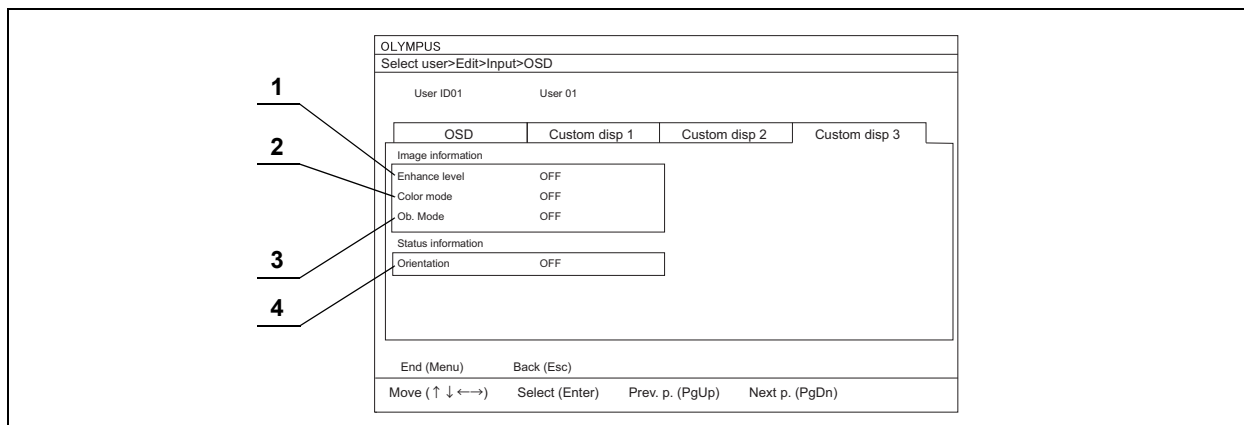 OLYMPUS
Select user>Edit>Input>OSD
1
User ID01 User 01
OSD Custom disp 1 Custom disp 2 Custom disp 3
2
Image information
Enhance level OFF
Color mode OFF
Ob. Mode OFF
Status information
3
Orientation OFF
4
End (Menu) Back (Esc)
Move (↑↓←→) Select (Enter) Prev. p. (PgUp) Next p. (PgDn)